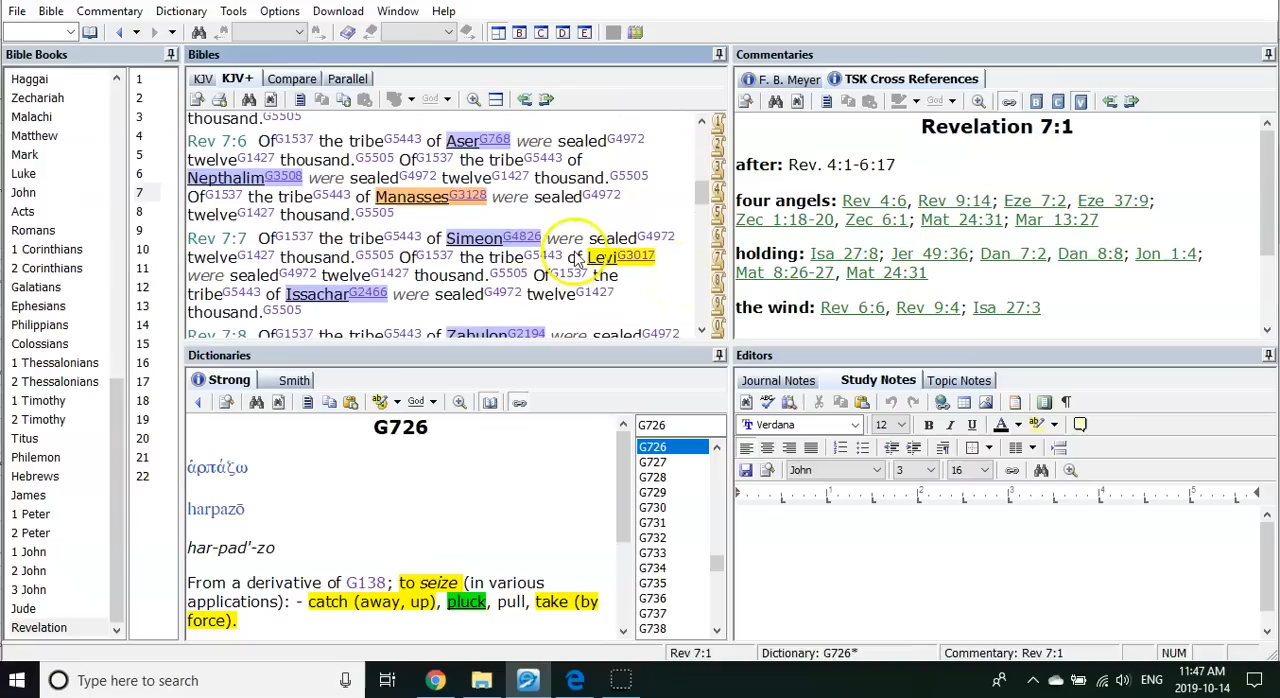 File Bible Commentary Dictionary Tools Options Download Window Help
Bible Books
Haggai
Zechariah
Malachi
Matthew
Mark
Luke
John
Acts
Romans
1 Corinthians
2 Corinthians
Galatians
Ephesians
Philippians
Colossians
1 Thessalonians
2 Thessalonians
1 Timothy
2 Timothy
Titus
Philemon
Hebrews
James
1 Peter
2 Peter
1 John
2 John
3 John
Jude
Revelation
1
2
3
4
5
6
7
8
9
10
11
12
13
14
15
16
17
18
19
20
21
22
Bibles
KJV KJV+ Compare Parallel
God
thousand.G5505
Rev 7:6 OfG1537 the tribeG5443 of AserG768 were sealedG4972
twelveG1427 thousand.G5505 OfG1537 the tribeG5443 of
NepthalimG3508 were sealedG4972 twelveG1427 thousand.G5505
OfG1537 the tribeG5443 of ManassesG3128 were sealedG4972
twelveG1427 thousand.G5505
Rev 7:7 OfG1537 the tribeG5443 of SimeonG4826 were sealedG4972
twelveG1427 thousand.G5505 OfG1537 the tribeG5443 of LeviG3017
were sealedG4972 twelveG1427 thousand.G5505 OfG1537 the
tribeG5443 of IssacharG2466 were sealedG4972 twelveG1427
thousand.G5505
Rev 7:8 OfG1537 the tribeG5443 of ZabulonG2194 were sealedG4972
Commentaries
F. B. Meyer TSK Cross References
God
B C V
Revelation 7:1
after: Rev. 4:1-6:17
four angels: Rev 4:6, Rev 9:14; Eze 7:2, Eze 37:9;
Zec 1:18-20, Zec 6:1; Mat 24:31; Mar 13:27
holding: Isa 27:8; Jer 49:36; Dan 7:2, Dan 8:8; Jon 1:4;
Mat 8:26-27, Mat 24:31
the wind: Rev 6:6, Rev 9:4; Isa 27:3
Dictionaries
Strong Smith
God
G726
ἁρπάζω
harpazō
har-pad'-zo
From a derivative of G138; to seize (in various
applications): - catch (away, up), pluck, pull, take (by
force).
G726
G726
G727
G728
G729
G730
G731
G732
G733
G734
G735
G736
G737
G738
Editors
Journal Notes Study Notes Topic Notes
Verdana 12 B I U A
John 3 16
1 2 3 4 5
Rev 7:1 Dictionary: G726* Commentary: Rev 7:1 NUM
Type here to search
ENG
11:47 AM
2019-10-14